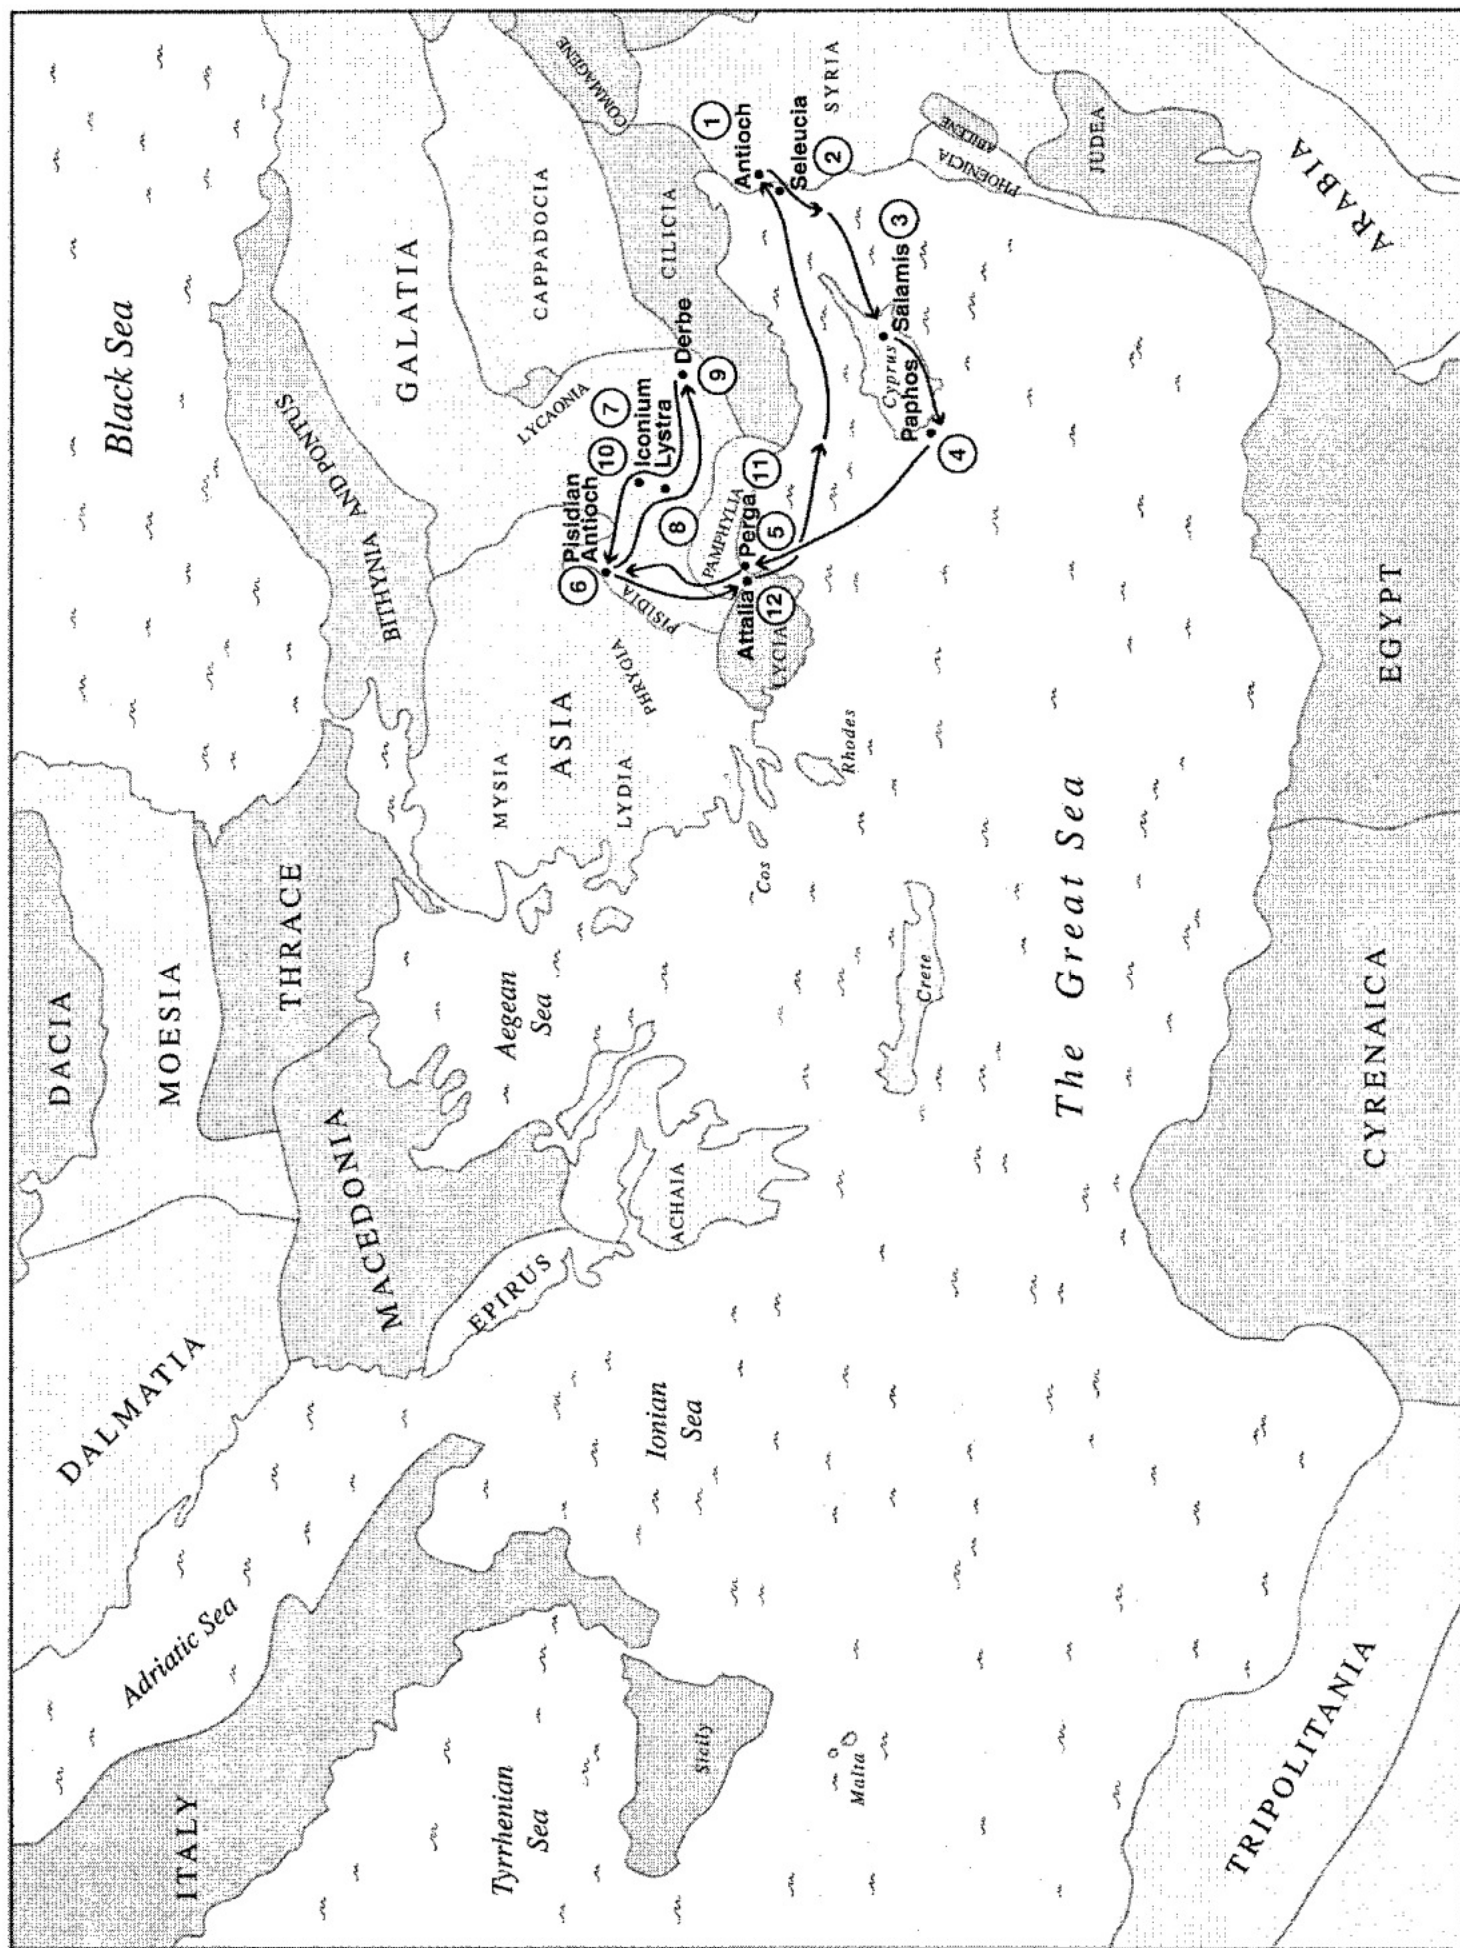 Black Sea
DACIA
MOESIA
THRACE
DALMATIA
MACEDONIA
EPIRUS
ACHAIA
Adriatic Sea
ITALY
Tyrrhenian
Sea
Ionian
Sea
Aegean
Sea
Sicily
Malta
BITHYNIA AND PONTUS
GALATIA
CAPPADOCIA
COMMAGENE
CILICIA
LYCAONIA
ASIA
MYSIA
LYDIA
PHRYGIA
PISIDIA
PAMPHYLIA
LYCIA
Cos
Rhodes
Crete
Cyprus
1
Antioch
Seleucia
2
SYRIA
3
Salamis
Paphos
4
5
Perga
11
Attalia
12
6
Pisidian
Antioch
10
7
Iconium
Lystra
8
Derbe
9
ABILENE
PHOENICIA
JUDEA
ARABIA
The Great Sea
EGYPT
CYRENAICA
TRIPOLITANIA